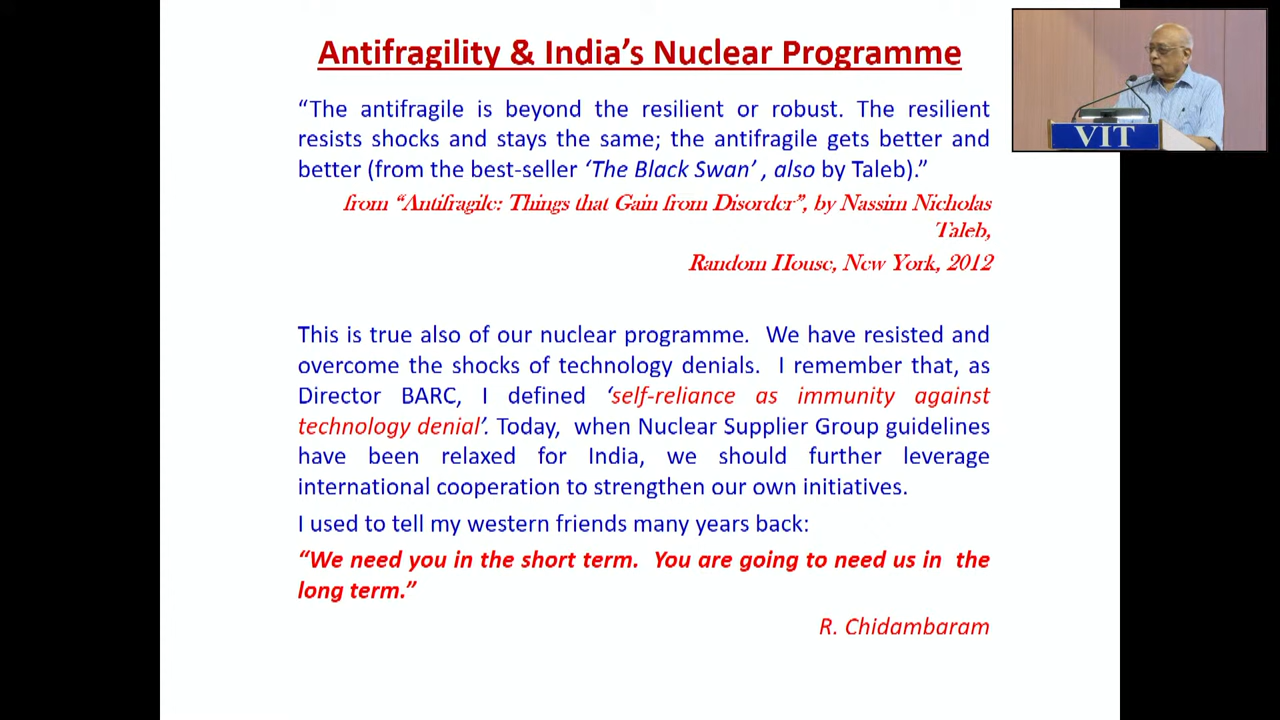 Antifragility & India's Nuclear Programme
“The antifragile is beyond the resilient or robust. The resilient
resists shocks and stays the same; the antifragile gets better and
better (from the best-seller ‘The Black Swan’ , also by Taleb).”
from “Antifragile: Things that Gain from Disorder”, by Nassim Nicholas
Taleb,
Random House, New York, 2012
This is true also of our nuclear programme. We have resisted and
overcome the shocks of technology denials. I remember that, as
Director BARC, I defined ‘self-reliance as immunity against
technology denial’. Today, when Nuclear Supplier Group guidelines
have been relaxed for India, we should further leverage
international cooperation to strengthen our own initiatives.
I used to tell my western friends many years back:
“We need you in the short term. You are going to need us in the
long term.”
R. Chidambaram
VIT